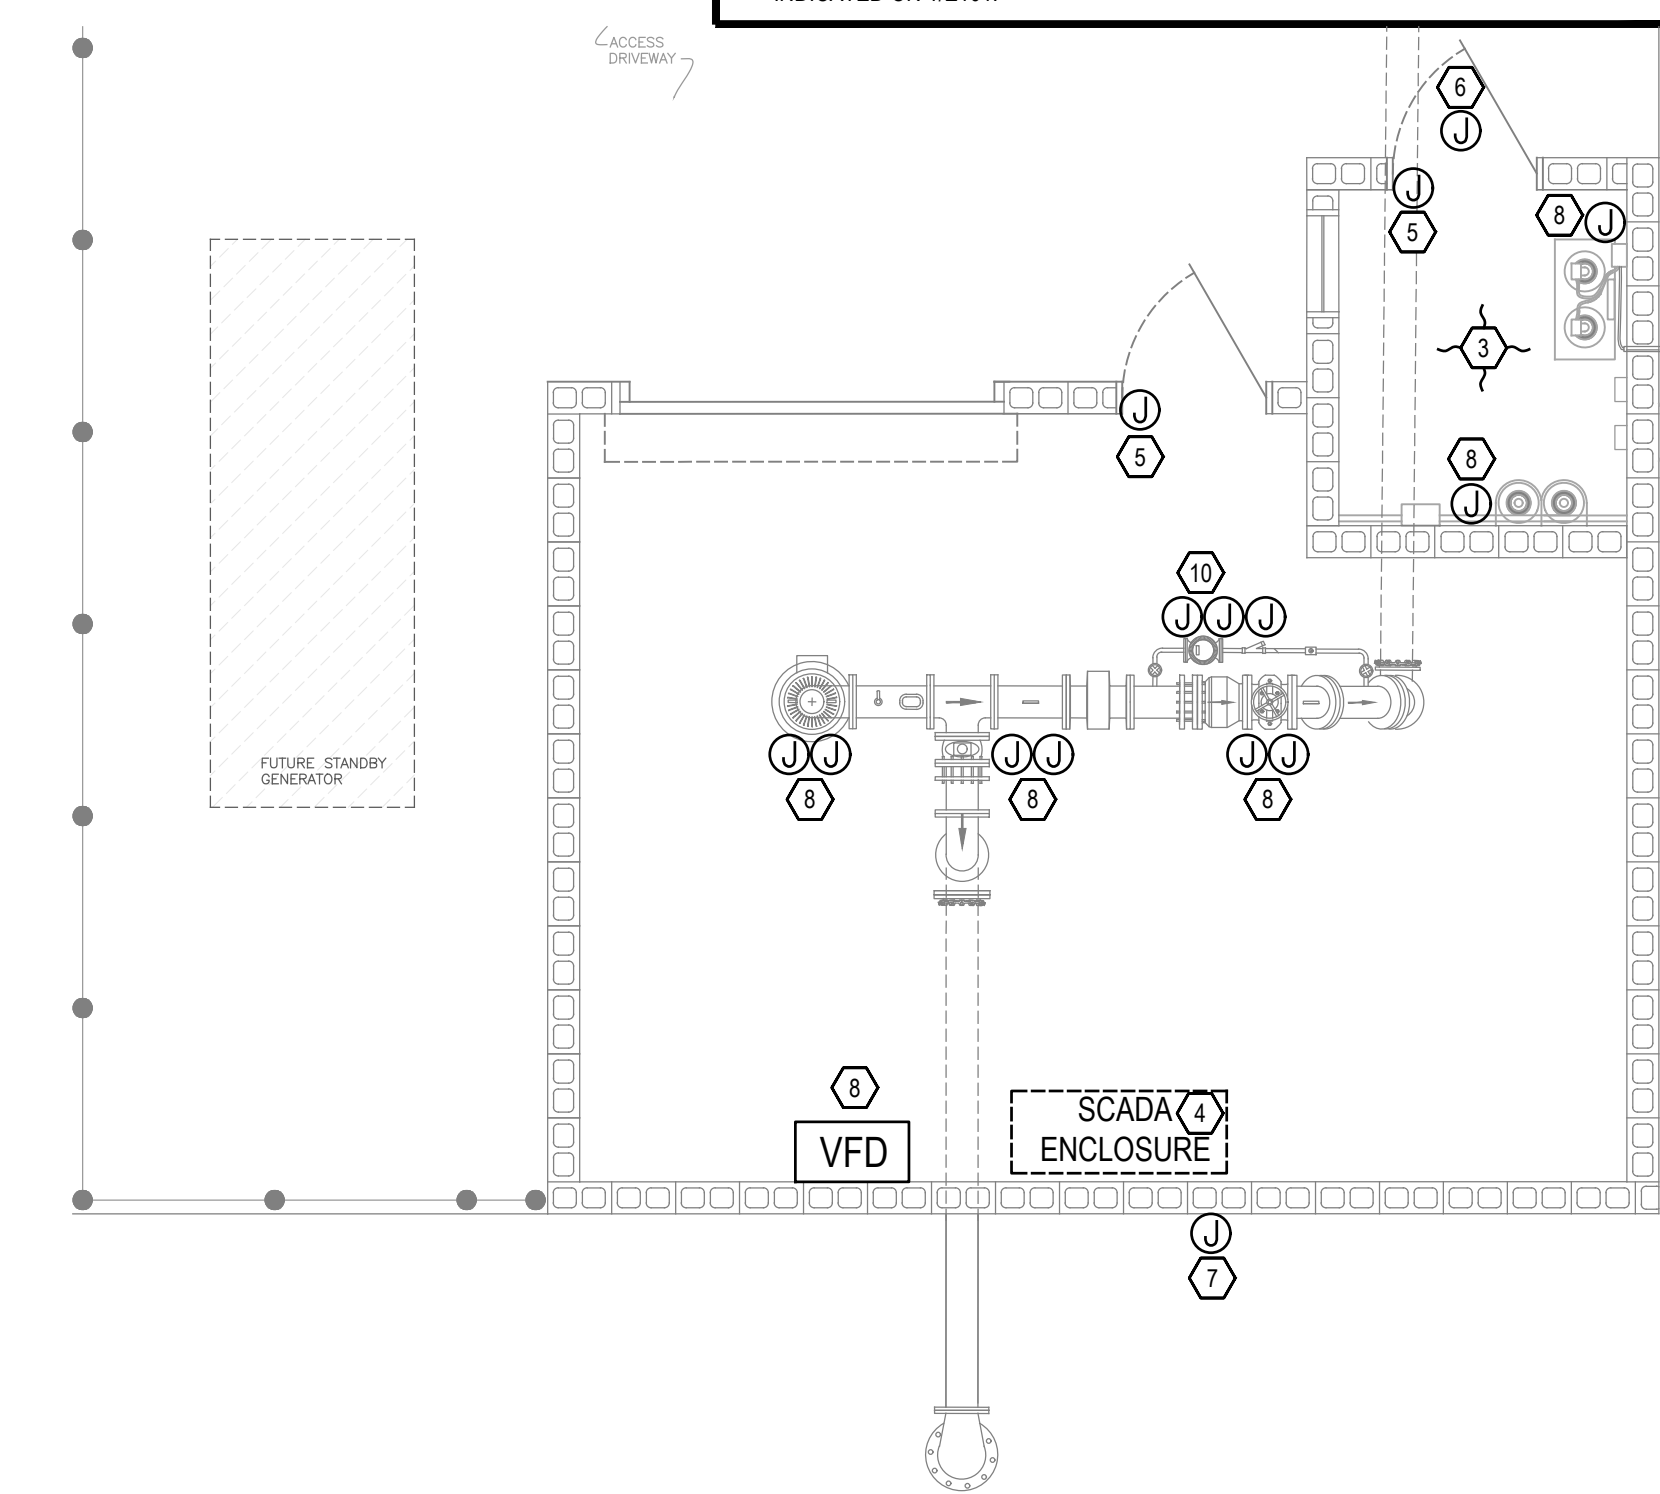 ACCESS
DRIVEWAY
6
J
J
5
8
J
3
J
5
8
J
10
J J J
FUTURE STANDBY
GENERATOR
J J
8
J J
8
J J
8
8
VFD
SCADA 4
ENCLOSURE
J
7